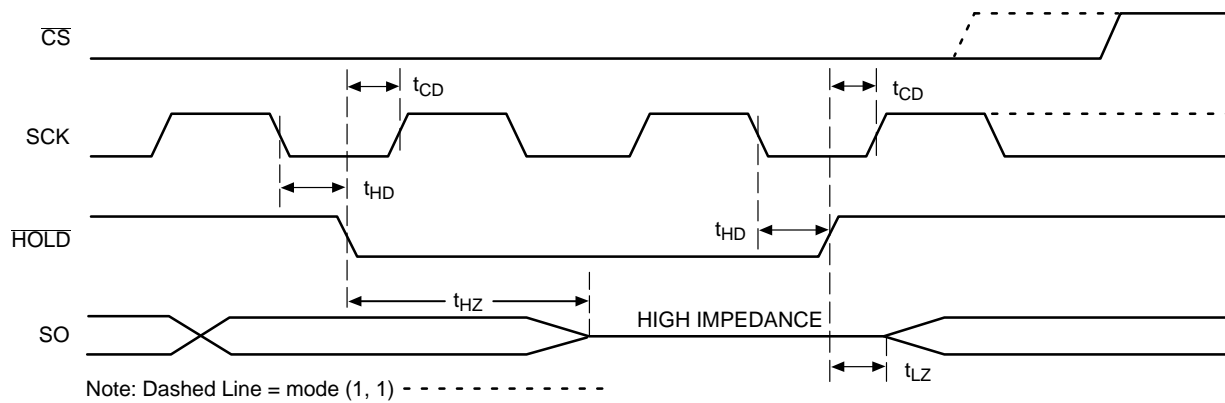 CS
tCD
tCD
SCK
tHD
HOLD
tHD
tHZ
HIGH IMPEDANCE
SO
tLZ
Note: Dashed Line = mode (1, 1) - - - - - - - - - - - - - -